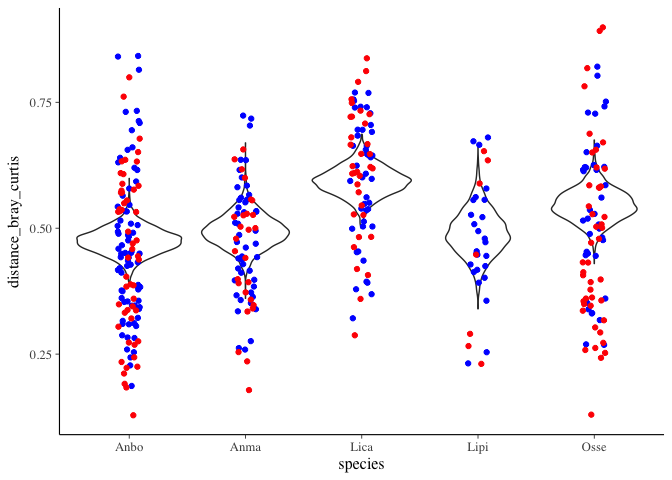 distance_bray_curtis
0.75
0.50
0.25
Anbo Anma Lica Lipi Osse
species